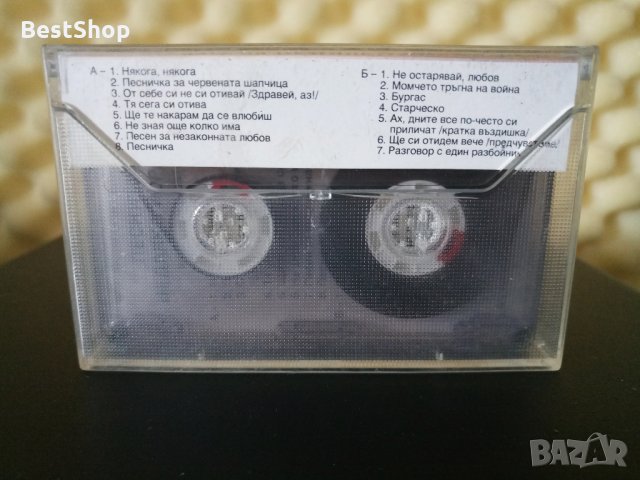 BestShop
А – 1. Някога, някога
2. Песничка за червената шапчица
3. От себе си не си отивай /Здравей, аз!/
4. Тя сега си отива
5. Ще те накарам да се влюбиш
6. Не зная още колко има
7. Песен за незаконната любов
8. Песничка
Б – 1. Не остарявай, любов
2. Момчето тръгна на война
3. Бургас
4. Старческо
5. Ах, дните все по-често си
приличат /кратка въздишка/
6. Ще си отидем вече /предчувствие/
7. Разговор с един разбойник
BAZAR